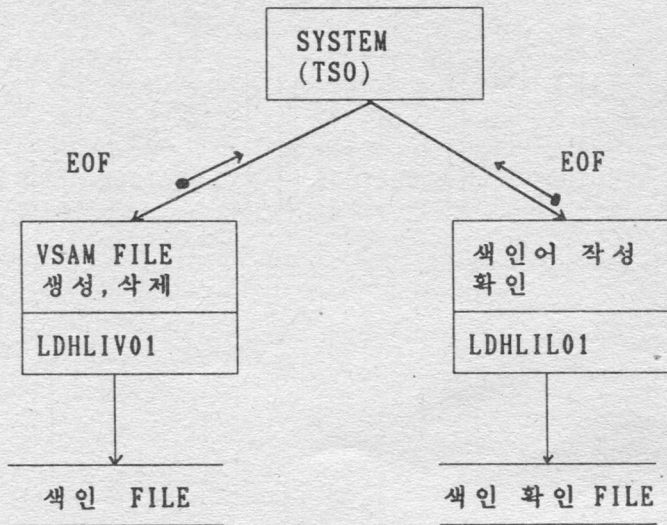 SYSTEM
(TSO)
EOF
EOF
VSAM FILE
생성,삭제
LDHLIV01
색인어 작성
확인
LDHLIL01
색인 FILE
색인 확인 FILE